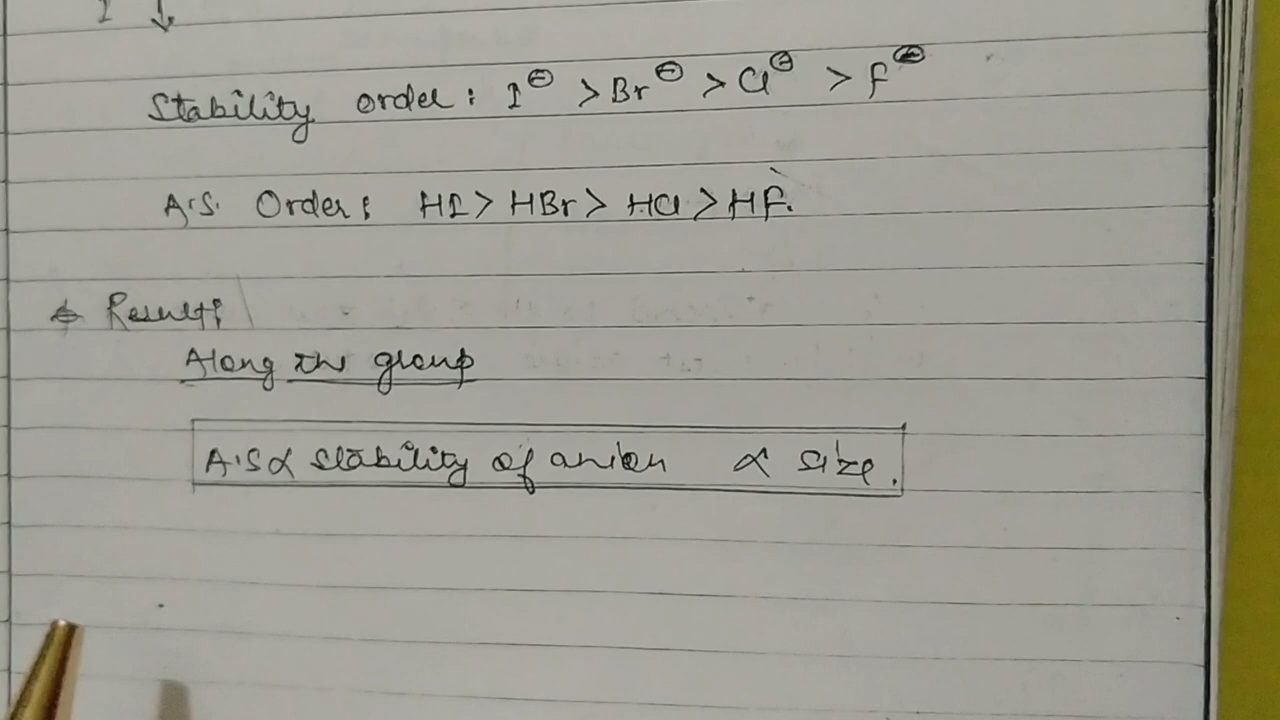 I ↓
Stability order : I⊖ > Br⊖ > Cl⊖ > F⊖
A.S. Order : HI > HBr > HCl > HF.
Result :
Along the group
A.S ∝ stability of anion ∝ size.